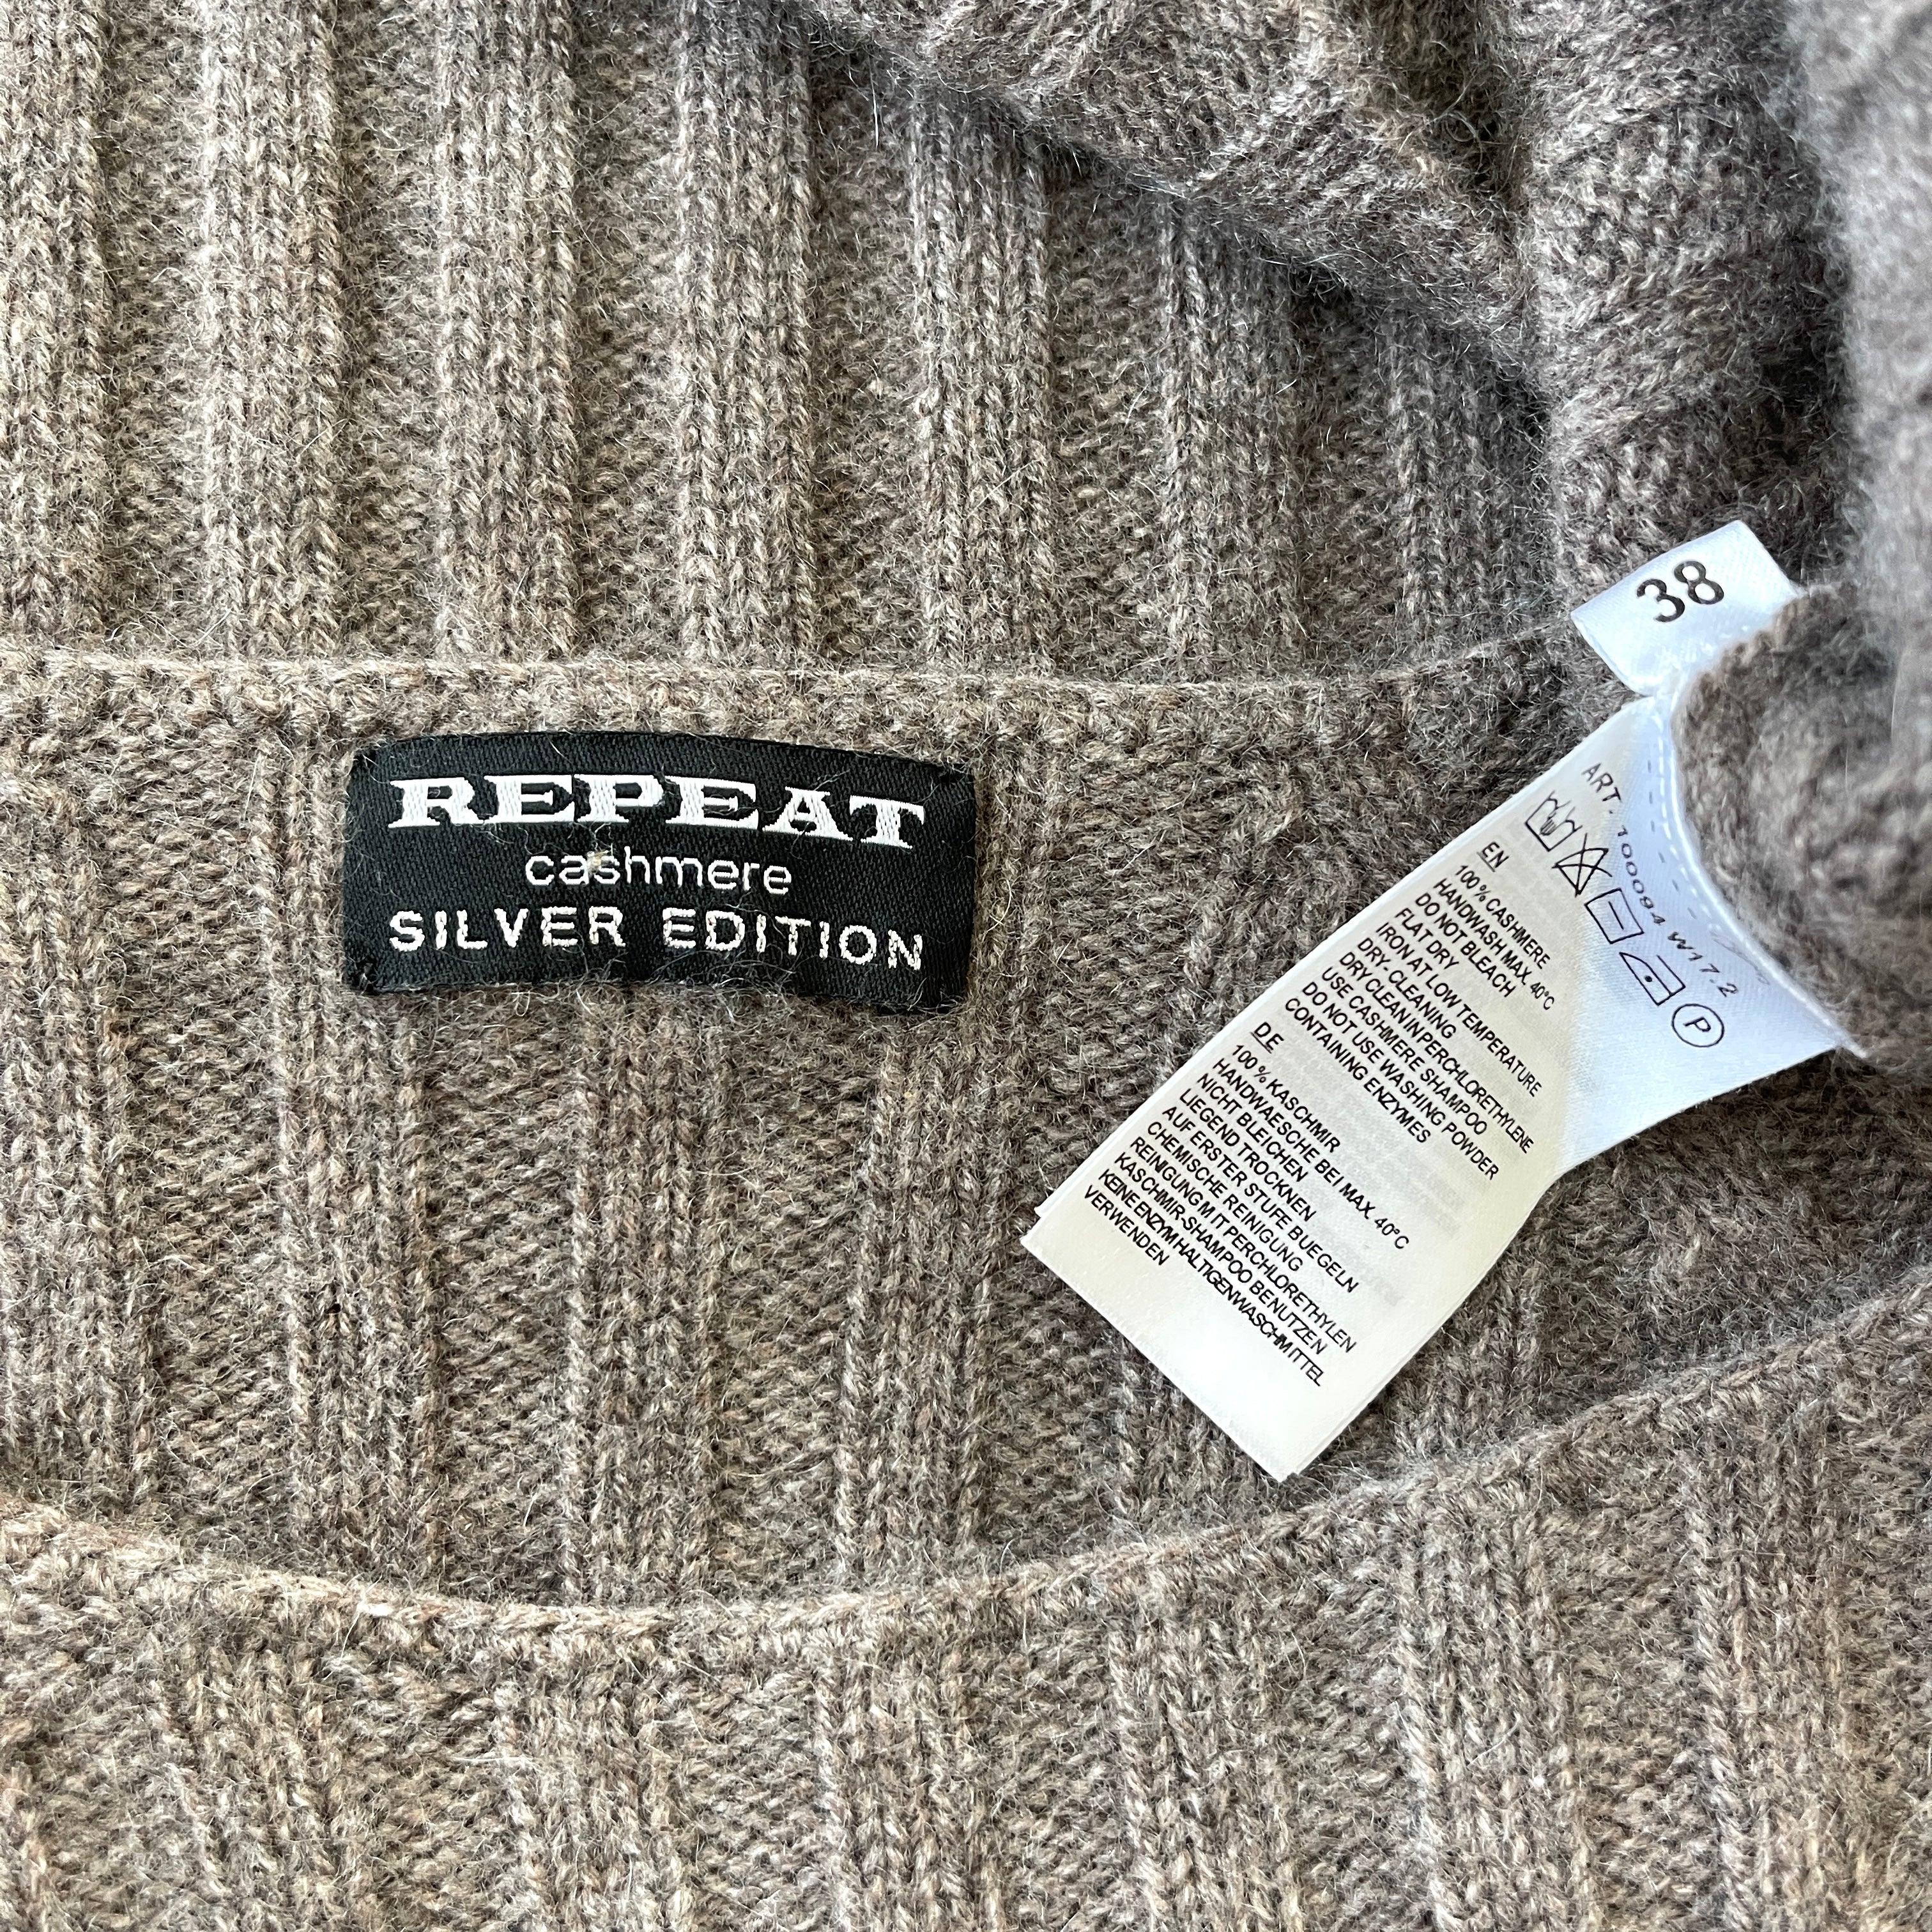 REPEAT
cashmere
SILVER EDITION
38
ART. 100094 W17.2
P
EN
100% CASHMERE
HANDWASH MAX. 40°C
DO NOT BLEACH
FLAT DRY
IRON AT LOW TEMPERATURE
DRY- CLEANING
DRY CLEAN IN PERCHLORETHYLENE
USE CASHMERE SHAMPOO
DO NOT USE WASHING POWDER
CONTAINING ENZYMES
DE
100% KASCHMIR
HANDWAESCHE BEI MAX. 40°C
NICHT BLEICHEN
LIEGEND TROCKNEN
AUF ERSTER STUFE BUEGELN
CHEMISCHE REINIGUNG
REINIGUNG MIT PERCHLORETHYLEN
KASCHMIR-SHAMPOO BENUTZEN
KEINE ENZYMHALTIGEN WASCHMITTEL
VERWENDEN